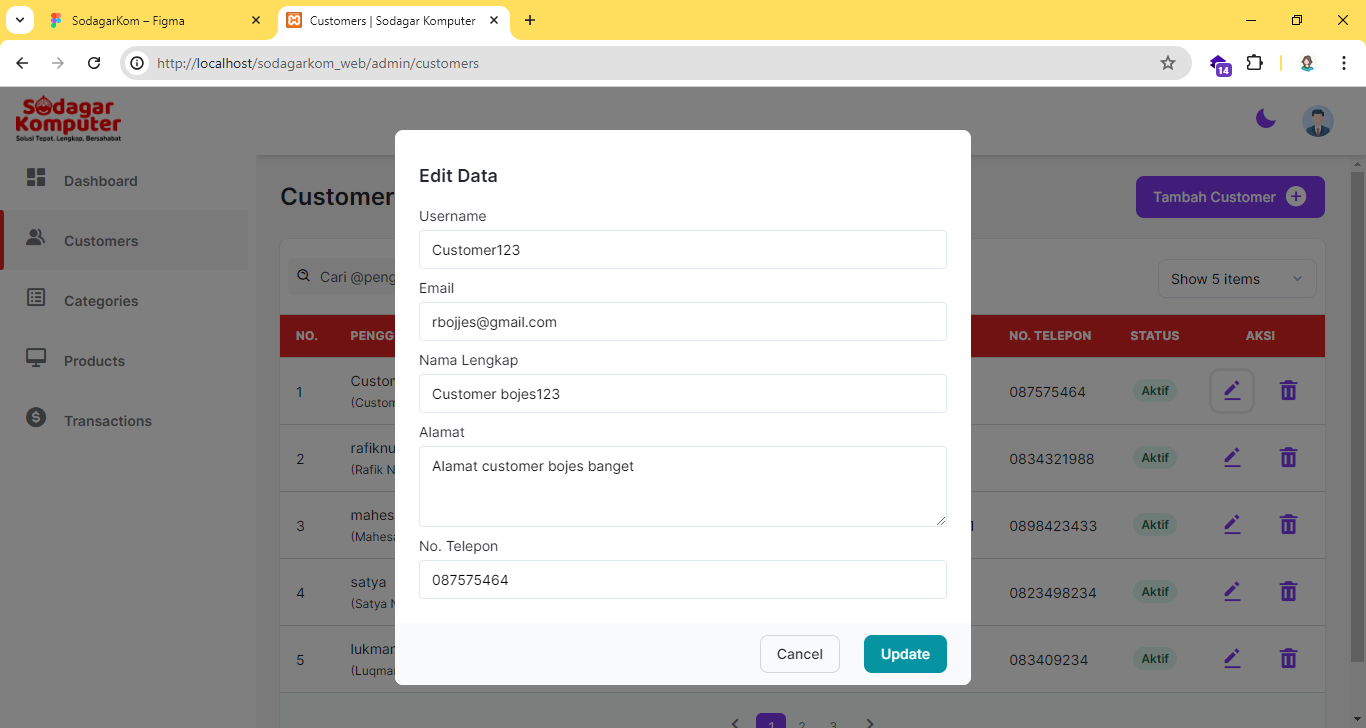 SodagarKom – Figma
Customers | Sodagar Komputer
http://localhost/sodagarkom_web/admin/customers
14
Sodagar
Komputer
Solusi Tepat, Lengkap, Bersahabat
Dashboard
Customers
Categories
Products
Transactions
Customer
Tambah Customer
Cari @peng
Show 5 items
NO. PENGG NO. TELEPON STATUS AKSI
1 Custor 087575464 Aktif
(Custom
2 rafiknu 0834321988 Aktif
(Rafik N
3 mahes 0898423433 Aktif
(Mahesa
4 satya 0823498234 Aktif
(Satya N
5 lukmar 083409234 Aktif
(Luqmar
1 2 3
Edit Data
Username
Customer123
Email
rbojjes@gmail.com
Nama Lengkap
Customer bojes123
Alamat
Alamat customer bojes banget
No. Telepon
087575464
Cancel
Update